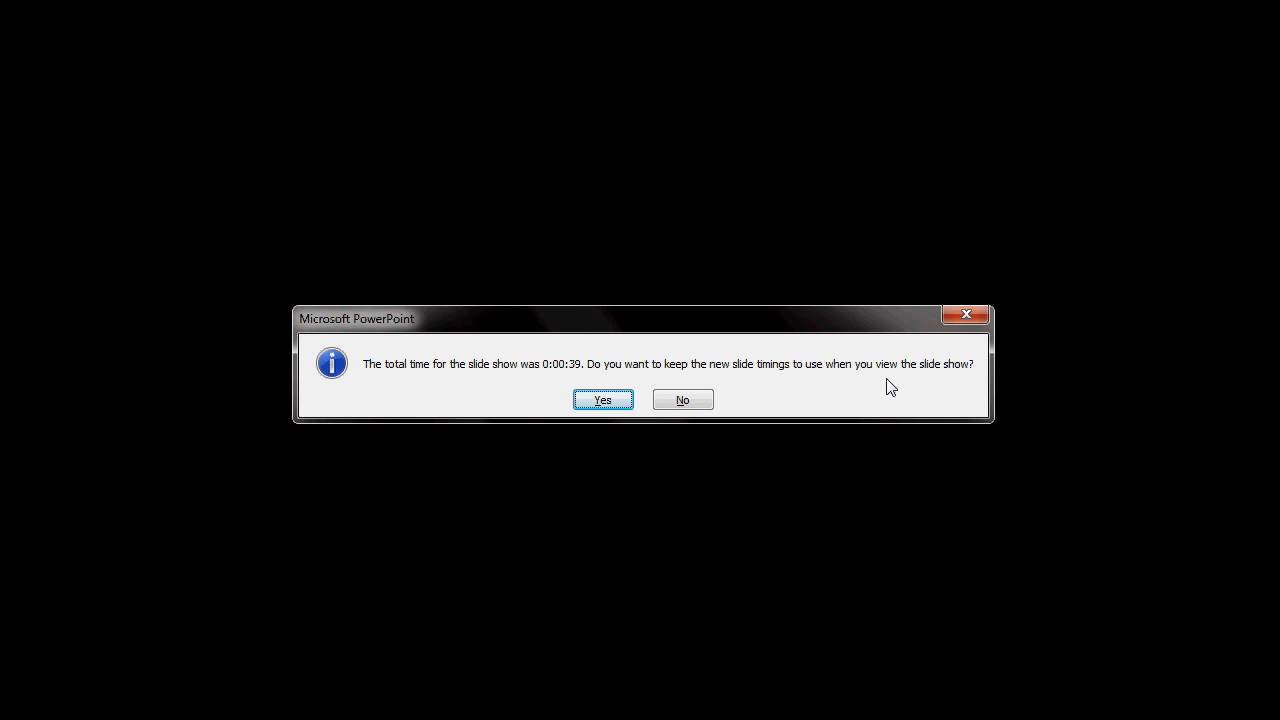 Microsoft PowerPoint
X
The total time for the slide show was 0:00:39. Do you want to keep the new slide timings to use when you view the slide show?
Yes
No